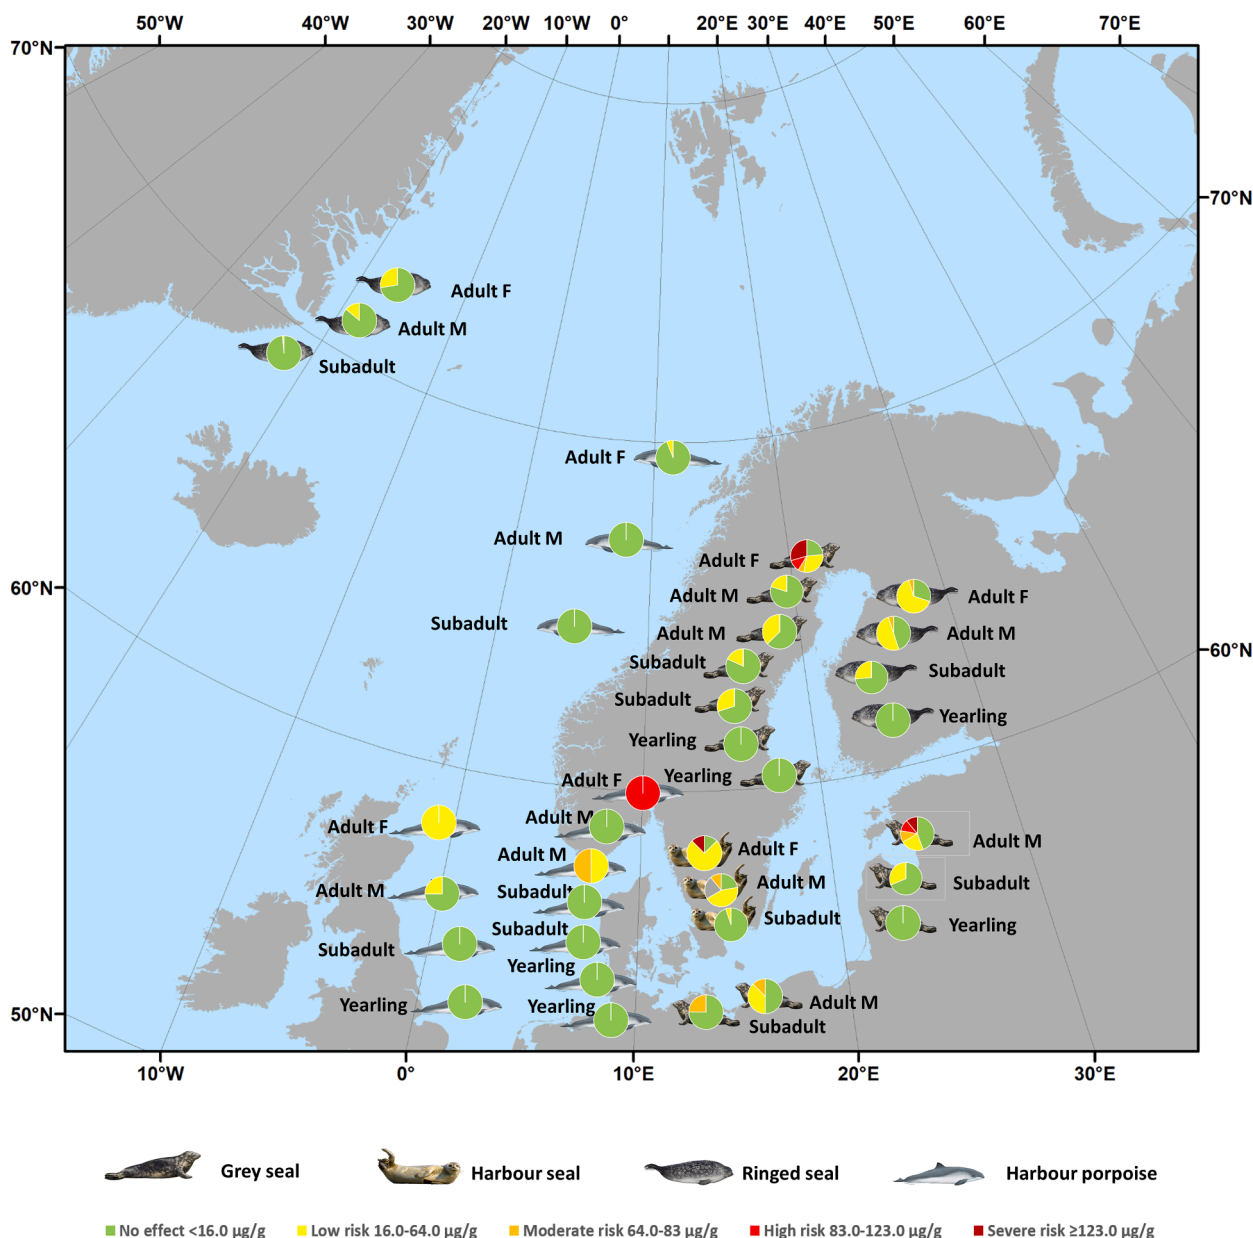 50°W 40°W 30°W 20°W 10°W 0° 20°E 30°E 40°E 50°E 60°E 70°E
70°N
70°N
Adult F
Adult M
Subadult
Adult F
Adult M
Adult F
60°N
Adult M
Adult F
Subadult
Adult M
Adult M
60°N
Subadult
Subadult
Subadult
Yearling
Yearling
Adult F
Yearling
Adult M
Adult F
Adult M
Adult F
Adult M
Adult M
Subadult
Adult M
Subadult
Subadult
Subadult
Yearling
Subadult
Yearling
Yearling
Yearling
Adult M
50°N
Subadult
10°W 0° 10°E 20°E 30°E
Grey seal
Harbour seal
Ringed seal
Harbour porpoise
No effect <16.0 µg/g Low risk 16.0-64.0 µg/g Moderate risk 64.0-83 µg/g High risk 83.0-123.0 µg/g Severe risk ≥123.0 µg/g